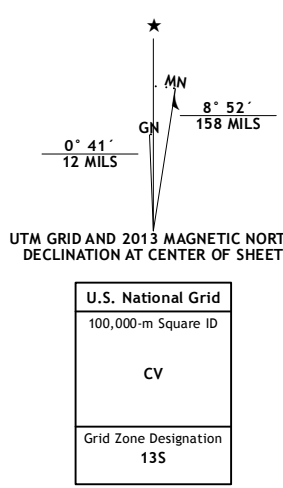 ★
MN
GN
8° 52´
158 MILS
0° 41´
12 MILS
UTM GRID AND 2013 MAGNETIC NORT
DECLINATION AT CENTER OF SHEET
U.S. National Grid
100,000-m Square ID
CV
Grid Zone Designation
13S